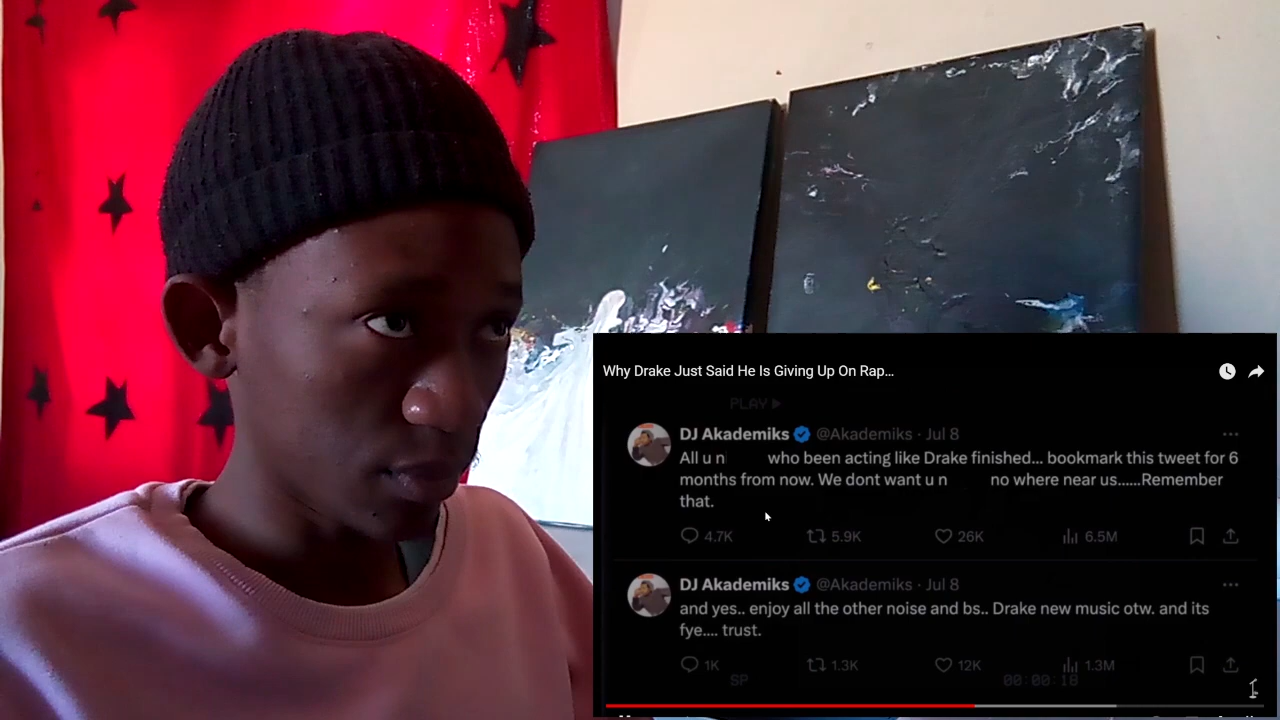 Why Drake Just Said He Is Giving Up On Rap...
PLAY
DJ Akademiks @Akademiks · Jul 8
All u n who been acting like Drake finished... bookmark this tweet for 6
months from now. We dont want u n no where near us......Remember
that.
4.7K 5.9K 26K 6.5M
DJ Akademiks @Akademiks · Jul 8
and yes.. enjoy all the other noise and bs.. Drake new music otw. and its
fye.... trust.
1K 1.3K 12K 1.3M
SP 00:00:18